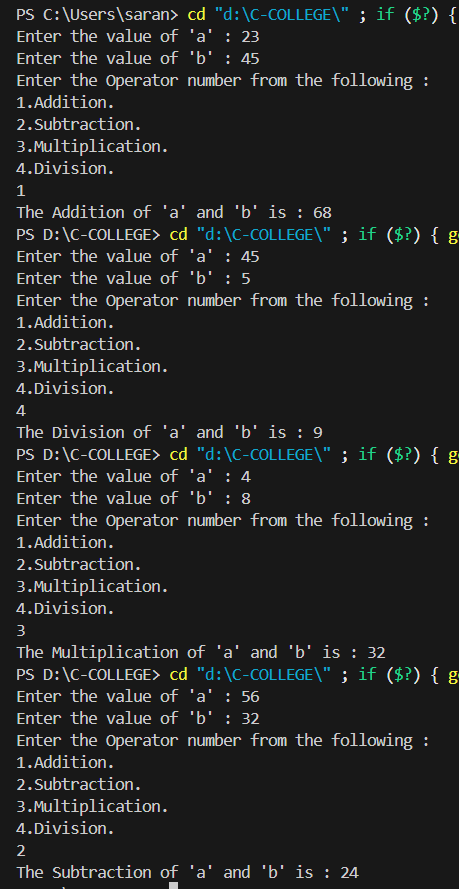 PS C:\Users\saran> cd "d:\C-COLLEGE\" ; if ($?) {
Enter the value of 'a' : 23
Enter the value of 'b' : 45
Enter the Operator number from the following :
1.Addition.
2.Subtraction.
3.Multiplication.
4.Division.
1
The Addition of 'a' and 'b' is : 68
PS D:\C-COLLEGE> cd "d:\C-COLLEGE\" ; if ($?) { g
Enter the value of 'a' : 45
Enter the value of 'b' : 5
Enter the Operator number from the following :
1.Addition.
2.Subtraction.
3.Multiplication.
4.Division.
4
The Division of 'a' and 'b' is : 9
PS D:\C-COLLEGE> cd "d:\C-COLLEGE\" ; if ($?) { g
Enter the value of 'a' : 4
Enter the value of 'b' : 8
Enter the Operator number from the following :
1.Addition.
2.Subtraction.
3.Multiplication.
4.Division.
3
The Multiplication of 'a' and 'b' is : 32
PS D:\C-COLLEGE> cd "d:\C-COLLEGE\" ; if ($?) { g
Enter the value of 'a' : 56
Enter the value of 'b' : 32
Enter the Operator number from the following :
1.Addition.
2.Subtraction.
3.Multiplication.
4.Division.
2
The Subtraction of 'a' and 'b' is : 24